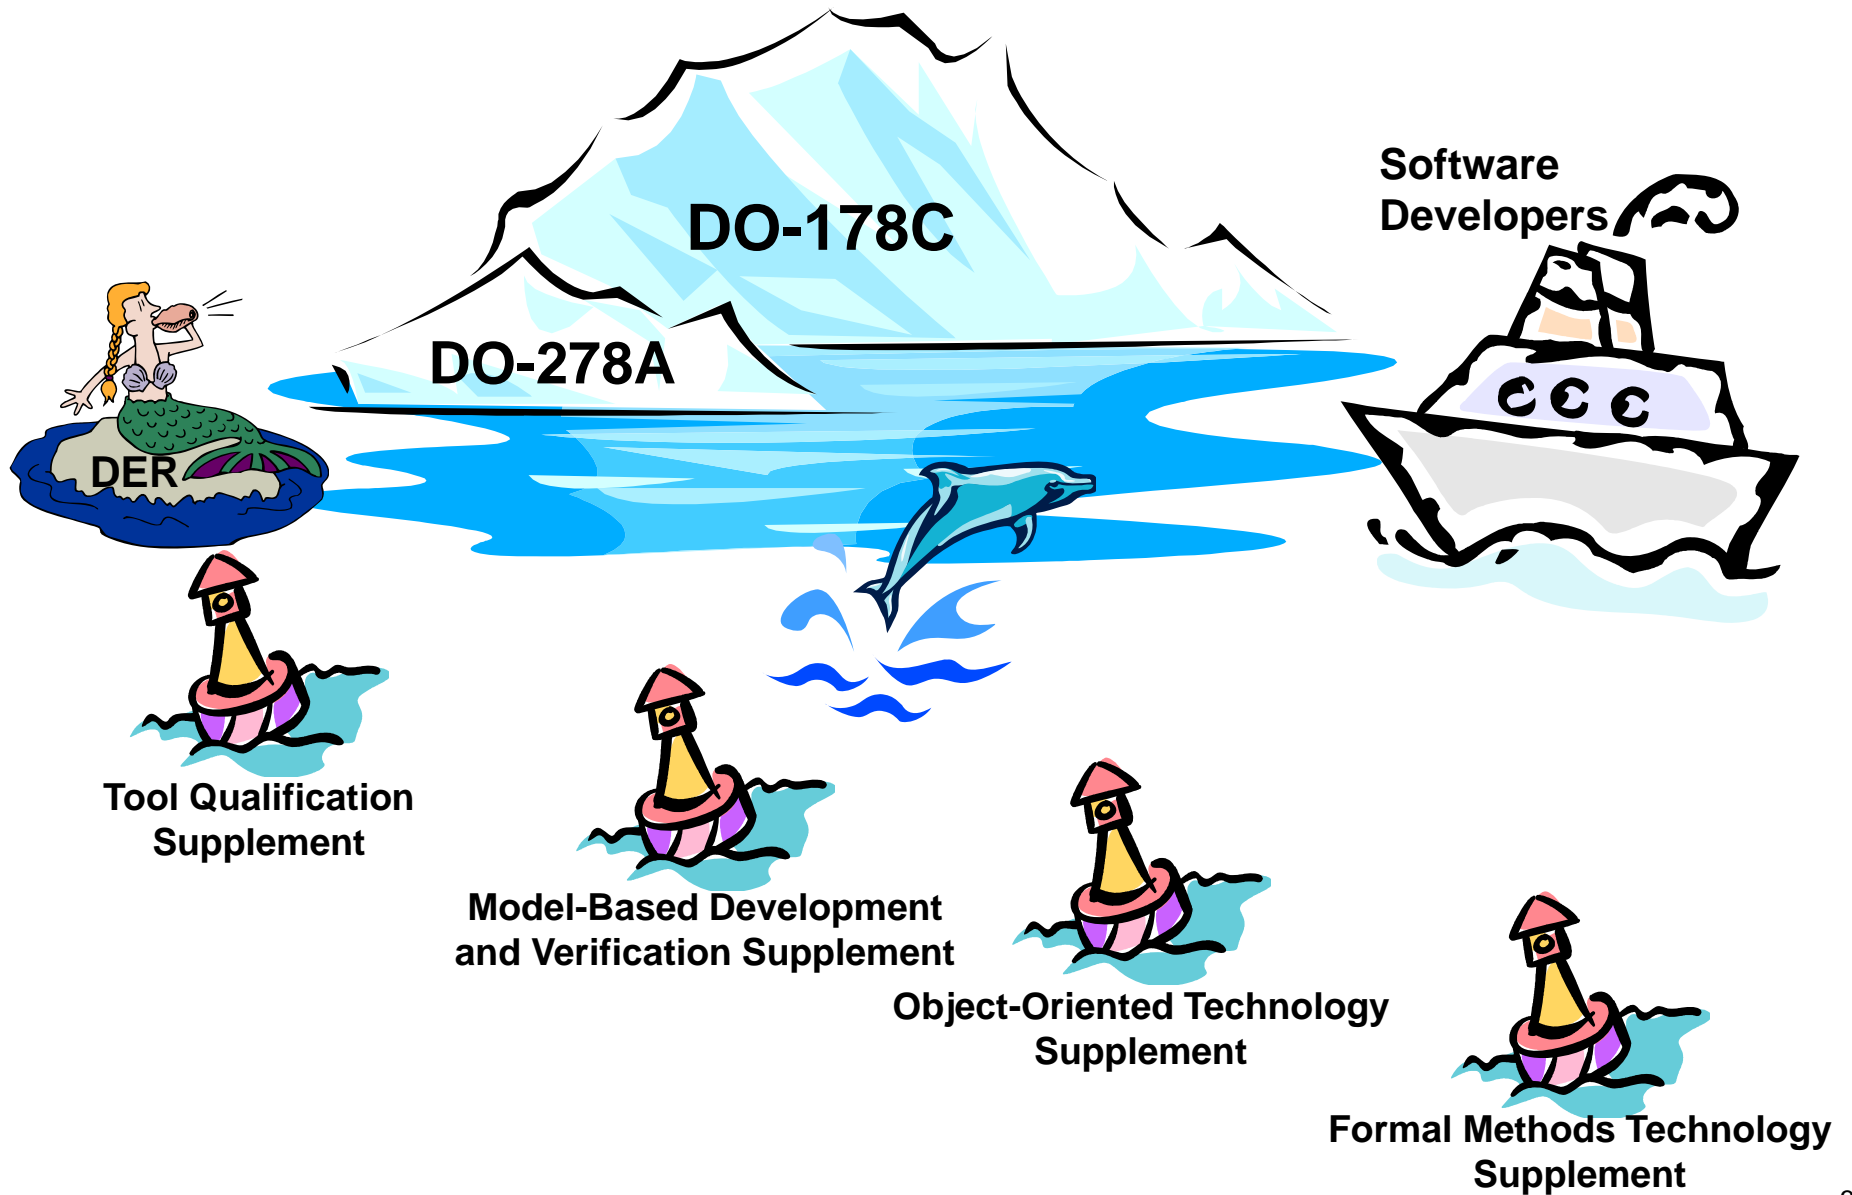 Software
Developers
DO-178C
DO-278A
DER
Tool Qualification
Supplement
Model-Based Development
and Verification Supplement
Object-Oriented Technology
Supplement
Formal Methods Technology
Supplement